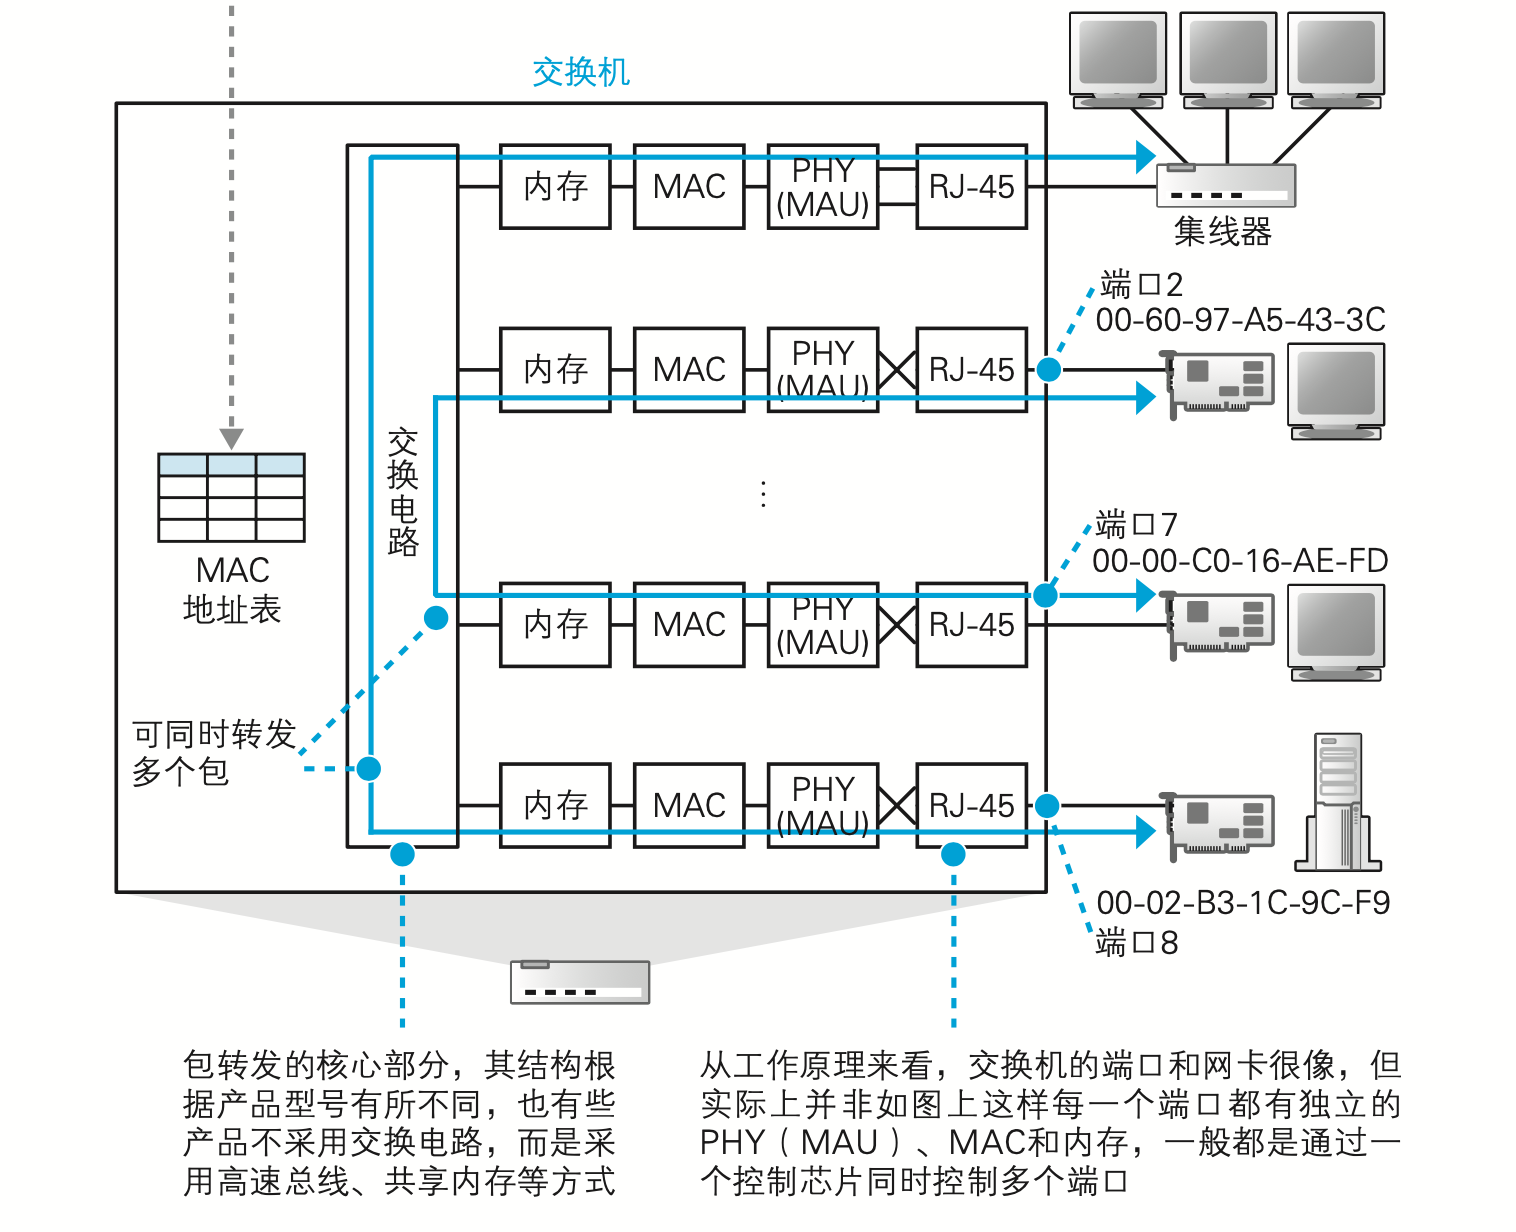 交换机
内存
MAC
PHY
(MAU)
RJ-45
集线器
端口2
00-60-97-A5-43-3C
内存
MAC
PHY
(MAU)
RJ-45
交换电路
⋮
MAC
地址表
端口7
00-00-C0-16-AE-FD
内存
MAC
PHY
(MAU)
RJ-45
可同时转发
多个包
内存
MAC
PHY
(MAU)
RJ-45
00-02-B3-1C-9C-F9
端口8
包转发的核心部分，其结构根
据产品型号有所不同，也有些
产品不采用交换电路，而是采
用高速总线、共享内存等方式
从工作原理来看，交换机的端口和网卡很像，但
实际上并非如图上这样每一个端口都有独立的
PHY（MAU）、MAC和内存，一般都是通过一
个控制芯片同时控制多个端口